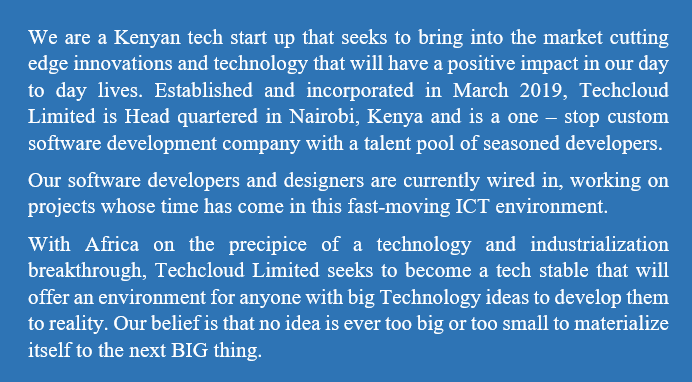 We are a Kenyan tech start up that seeks to bring into the market cutting
edge innovations and technology that will have a positive impact in our day
to day lives. Established and incorporated in March 2019, Techcloud
Limited is Head quartered in Nairobi, Kenya and is a one – stop custom
software development company with a talent pool of seasoned developers.
Our software developers and designers are currently wired in, working on
projects whose time has come in this fast-moving ICT environment.
With Africa on the precipice of a technology and industrialization
breakthrough, Techcloud Limited seeks to become a tech stable that will
offer an environment for anyone with big Technology ideas to develop them
to reality. Our belief is that no idea is ever too big or too small to materialize
itself to the next BIG thing.